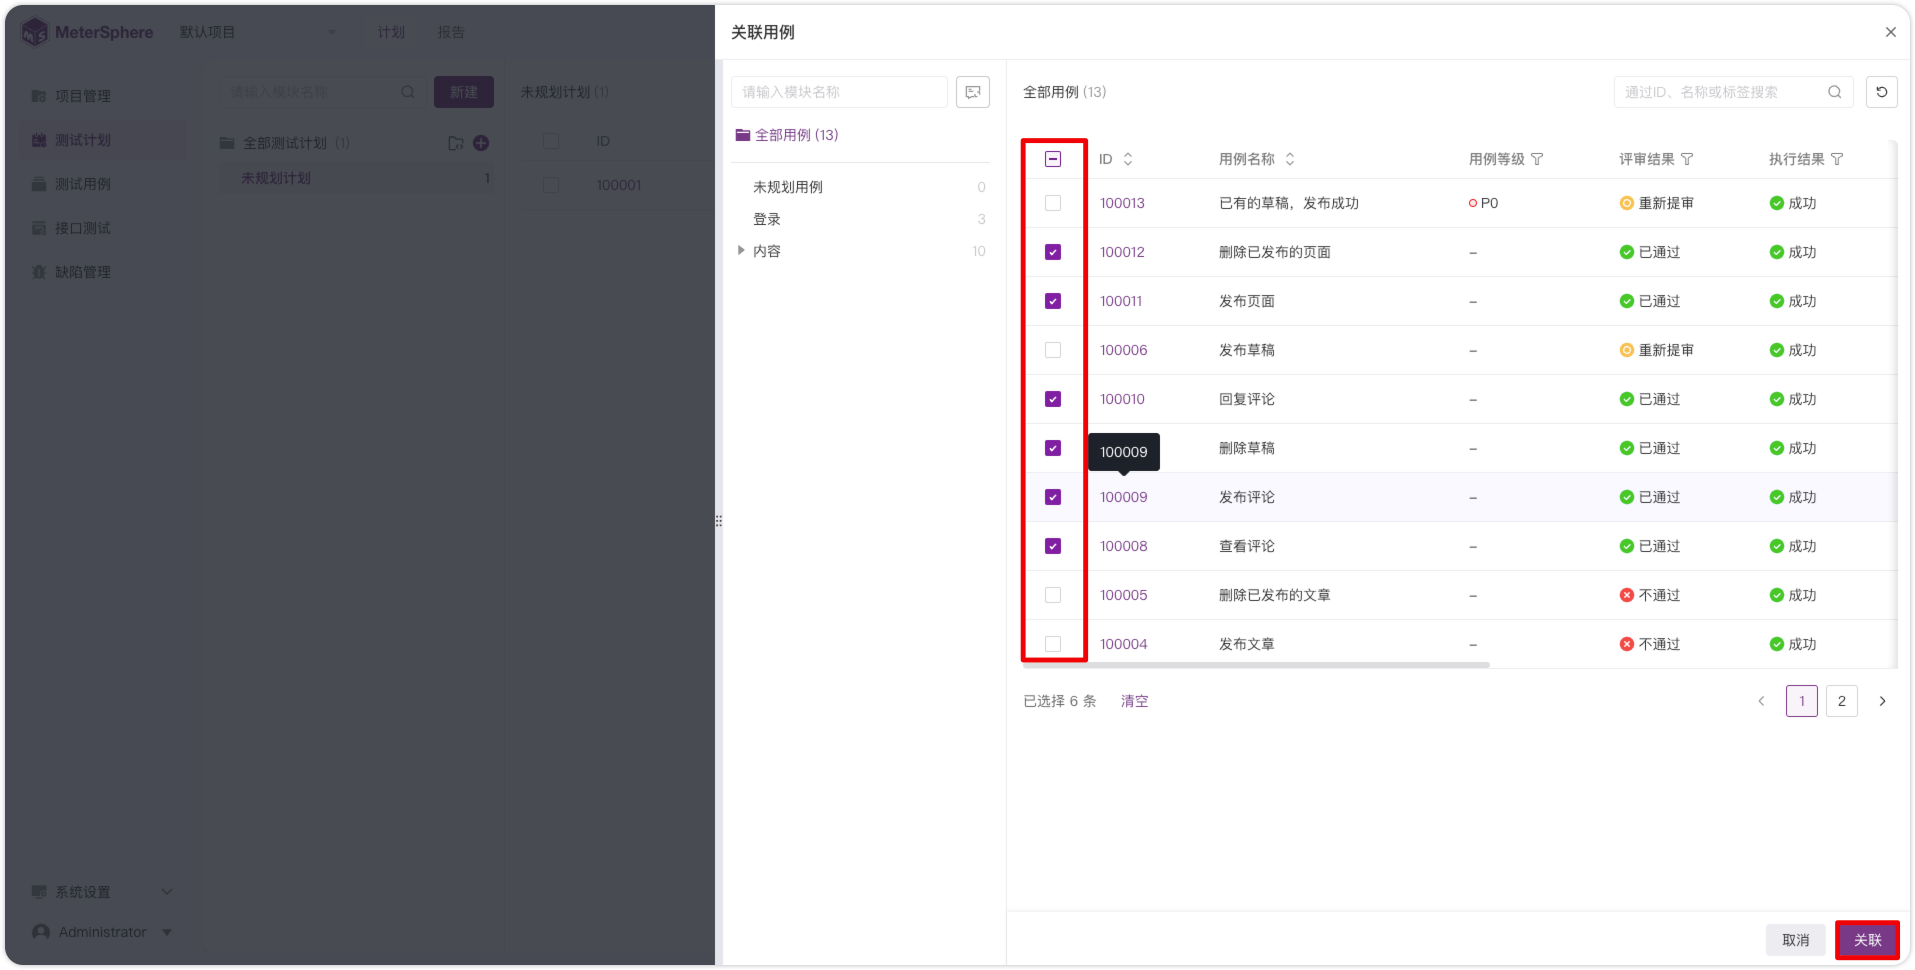 MeterSphere
默认项目
计划
报告
项目管理
测试计划
测试用例
接口测试
缺陷管理
系统设置
Administrator
请输入模块名称
新建
全部测试计划 (1)
未规划计划
1
未规划计划 (1)
ID
100001
关联用例
请输入模块名称
全部用例 (13)
未规划用例 0
登录 3
内容 10
全部用例 (13)
通过ID、名称或标签搜索
ID 用例名称 用例等级 评审结果 执行结果
100013 已有的草稿，发布成功 P0 重新提审 成功
100012 删除已发布的页面 – 已通过 成功
100011 发布页面 – 已通过 成功
100006 发布草稿 – 重新提审 成功
100010 回复评论 – 已通过 成功
100009 删除草稿 – 已通过 成功
100009 发布评论 – 已通过 成功
100008 查看评论 – 已通过 成功
100005 删除已发布的文章 – 不通过 成功
100004 发布文章 – 不通过 成功
已选择 6 条 清空
1 2
取消 关联